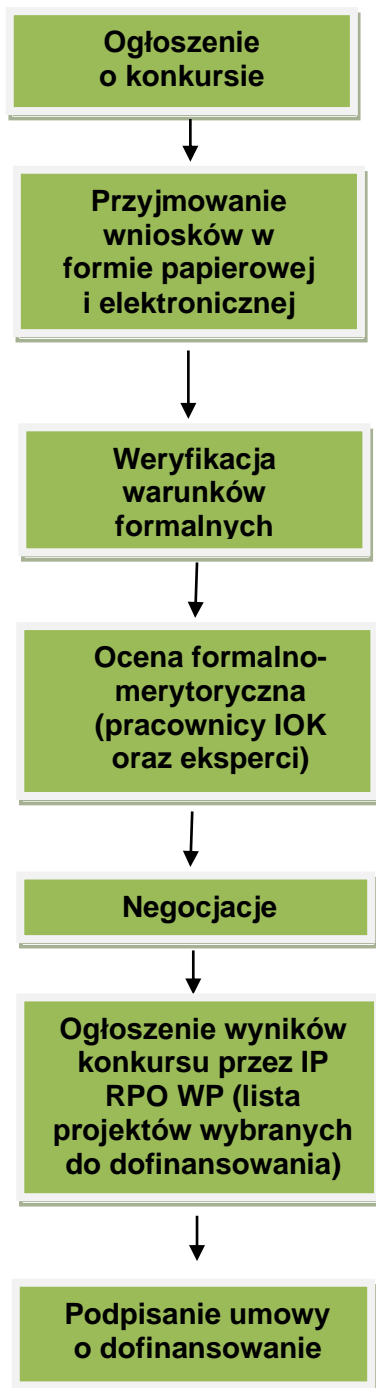 Ogłoszenie
o konkursie
Przyjmowanie
wniosków w
formie papierowej
i elektronicznej
Weryfikacja
warunków
formalnych
Ocena formalno-
merytoryczna
(pracownicy IOK
oraz eksperci)
Negocjacje
Ogłoszenie wyników
konkursu przez IP
RPO WP (lista
projektów wybranych
do dofinansowania)
Podpisanie umowy
o dofinansowanie